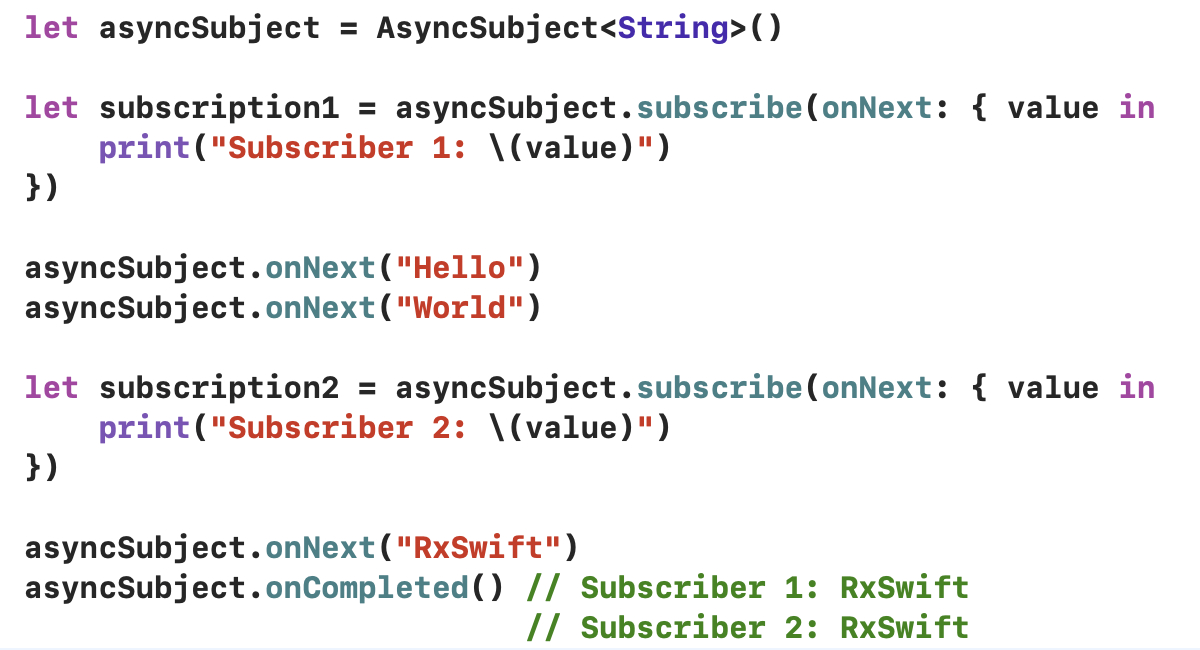 let asyncSubject = AsyncSubject<String>()

let subscription1 = asyncSubject.subscribe(onNext: { value in
    print("Subscriber 1: \(value)")
})

asyncSubject.onNext("Hello")
asyncSubject.onNext("World")

let subscription2 = asyncSubject.subscribe(onNext: { value in
    print("Subscriber 2: \(value)")
})

asyncSubject.onNext("RxSwift")
asyncSubject.onCompleted() // Subscriber 1: RxSwift
                           // Subscriber 2: RxSwift